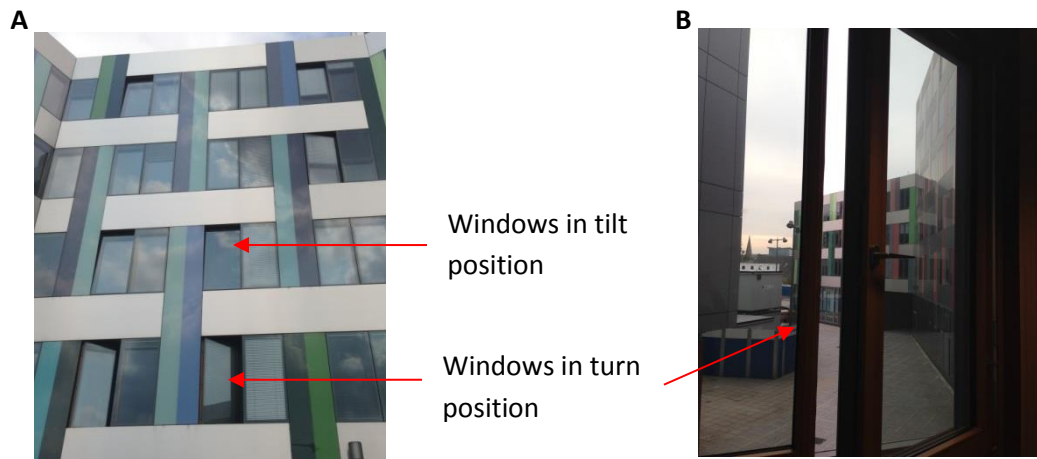 A
B
Windows in tilt
position
Windows in turn
position